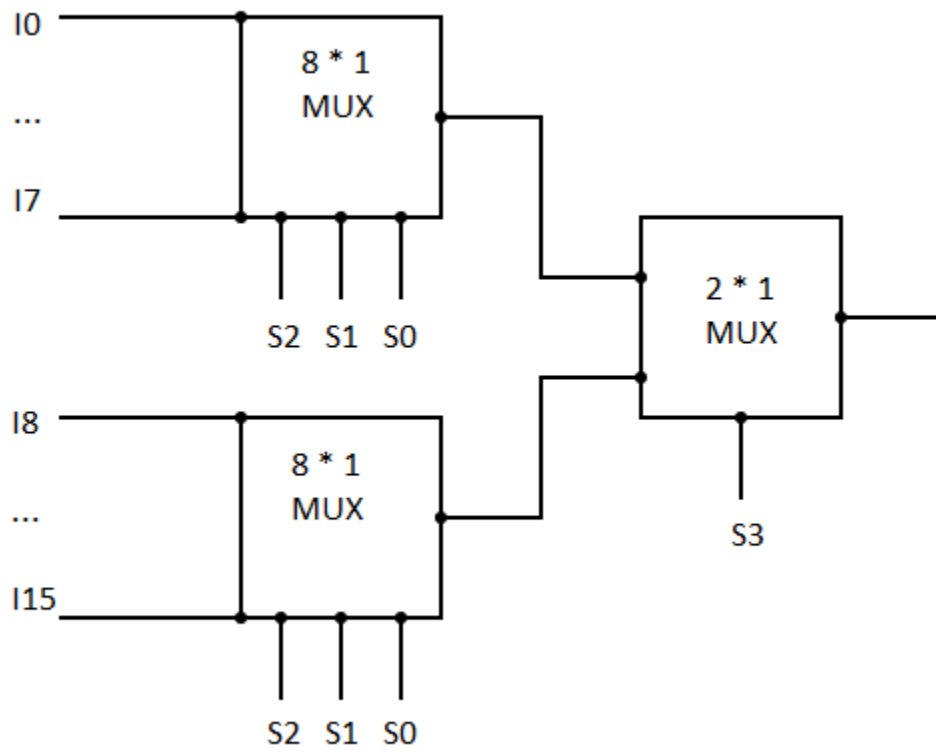 I0
8 * 1
MUX
...
I7
S2 S1 S0
2 * 1
MUX
I8
8 * 1
MUX
...
S3
I15
S2 S1 S0